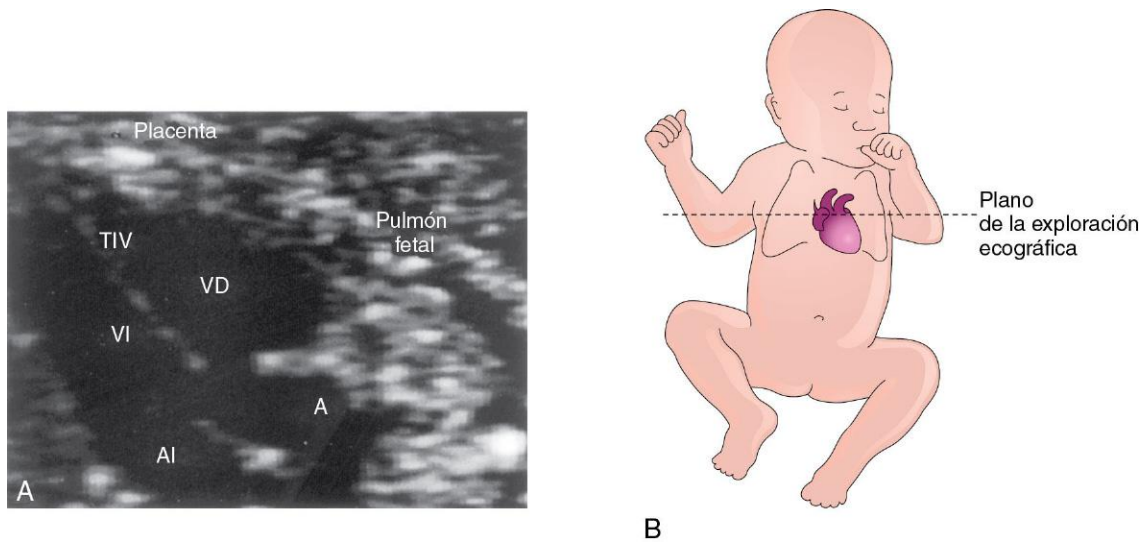 Placenta
Pulmón
fetal
TIV
VD
VI
A
AI
A
Plano
de la exploración
ecográfica
B